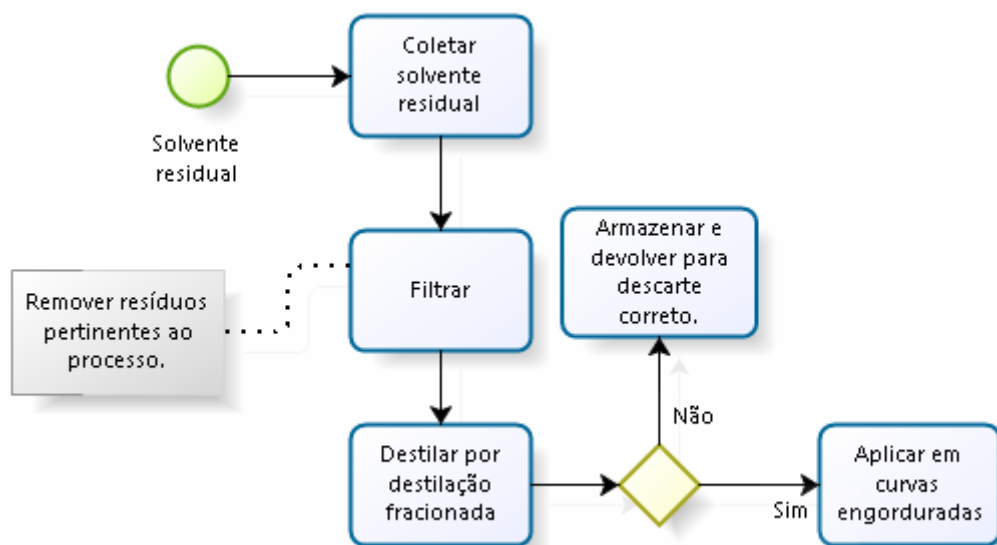 Coletar
solvente
residual
Solvente
residual
Filtrar
Remover resíduos
pertinentes ao
processo.
Armazenar e
devolver para
descarte
correto.
Destilar por
destilação
fracionada
Não
Sim
Aplicar em
curvas
engorduradas